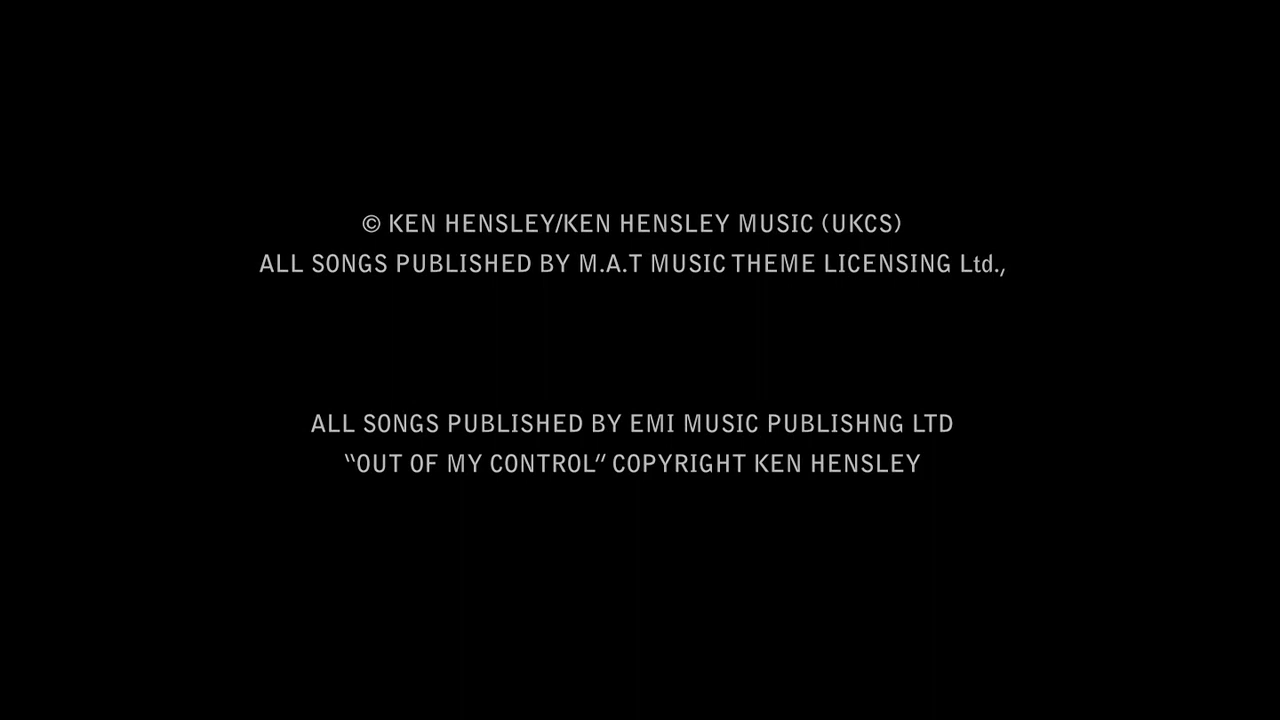 © KEN HENSLEY/KEN HENSLEY MUSIC (UKCS)
ALL SONGS PUBLISHED BY M.A.T MUSIC THEME LICENSING Ltd.,
ALL SONGS PUBLISHED BY EMI MUSIC PUBLISHNG LTD
“OUT OF MY CONTROL” COPYRIGHT KEN HENSLEY